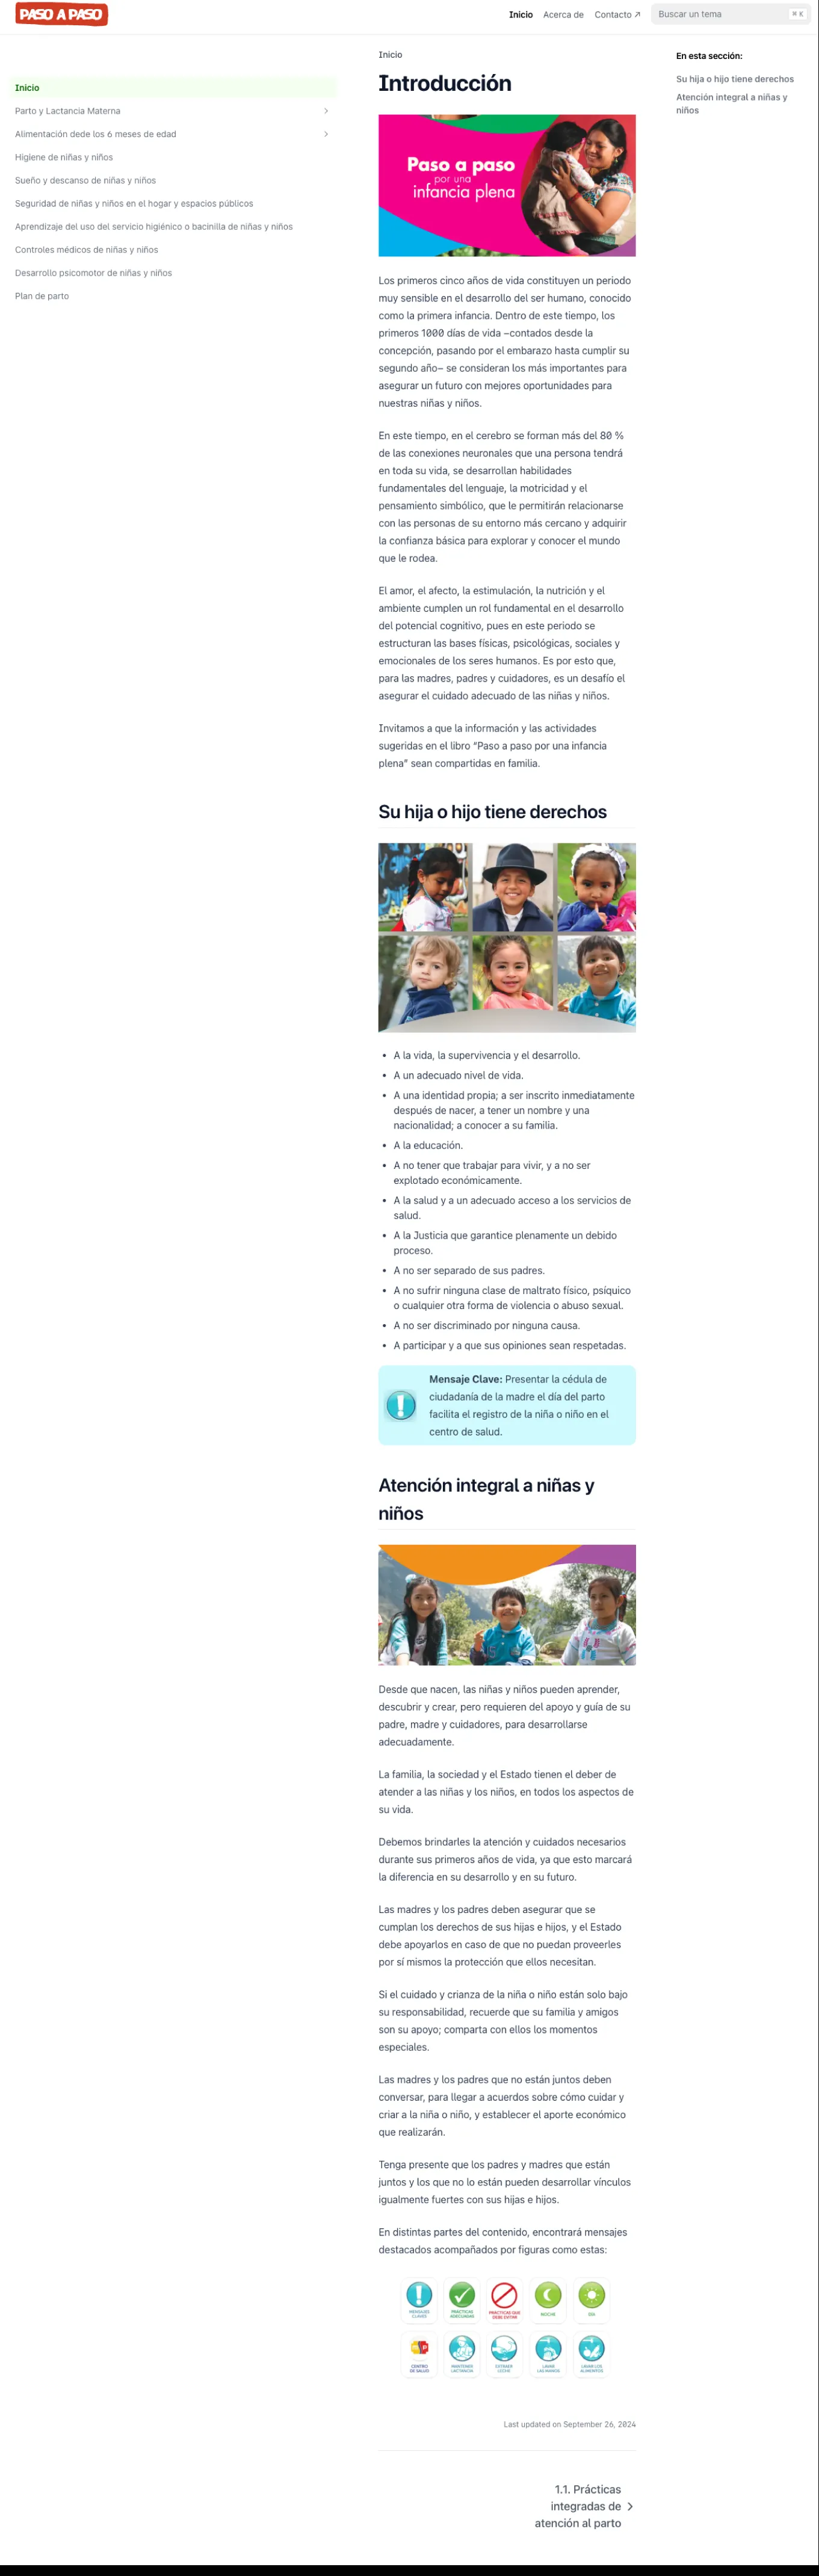 PASO A PASO
Inicio
Acerca de
Contacto ↗
Buscar un tema
⌘ K
Inicio
Parto y Lactancia Materna
Alimentación dede los 6 meses de edad
Higiene de niñas y niños
Sueño y descanso de niñas y niños
Seguridad de niñas y niños en el hogar y espacios públicos
Aprendizaje del uso del servicio higiénico o bacinilla de niñas y niños
Controles médicos de niñas y niños
Desarrollo psicomotor de niñas y niños
Plan de parto
Inicio
Introducción
Paso a paso
por una
infancia plena
Los primeros cinco años de vida constituyen un periodo
muy sensible en el desarrollo del ser humano, conocido
como la primera infancia. Dentro de este tiempo, los
primeros 1000 días de vida –contados desde la
concepción, pasando por el embarazo hasta cumplir su
segundo año– se consideran los más importantes para
asegurar un futuro con mejores oportunidades para
nuestras niñas y niños.
En este tiempo, en el cerebro se forman más del 80 %
de las conexiones neuronales que una persona tendrá
en toda su vida, se desarrollan habilidades
fundamentales del lenguaje, la motricidad y el
pensamiento simbólico, que le permitirán relacionarse
con las personas de su entorno más cercano y adquirir
la confianza básica para explorar y conocer el mundo
que le rodea.
El amor, el afecto, la estimulación, la nutrición y el
ambiente cumplen un rol fundamental en el desarrollo
del potencial cognitivo, pues en este periodo se
estructuran las bases físicas, psicológicas, sociales y
emocionales de los seres humanos. Es por esto que,
para las madres, padres y cuidadores, es un desafío el
asegurar el cuidado adecuado de las niñas y niños.
Invitamos a que la información y las actividades
sugeridas en el libro “Paso a paso por una infancia
plena” sean compartidas en familia.
Su hija o hijo tiene derechos
• A la vida, la supervivencia y el desarrollo.
• A un adecuado nivel de vida.
• A una identidad propia; a ser inscrito inmediatamente
después de nacer, a tener un nombre y una
nacionalidad; a conocer a su familia.
• A la educación.
• A no tener que trabajar para vivir, y a no ser
explotado económicamente.
• A la salud y a un adecuado acceso a los servicios de
salud.
• A la Justicia que garantice plenamente un debido
proceso.
• A no ser separado de sus padres.
• A no sufrir ninguna clase de maltrato físico, psíquico
o cualquier otra forma de violencia o abuso sexual.
• A no ser discriminado por ninguna causa.
• A participar y a que sus opiniones sean respetadas.
Mensaje Clave: Presentar la cédula de
ciudadanía de la madre el día del parto
facilita el registro de la niña o niño en el
centro de salud.
Atención integral a niñas y
niños
Desde que nacen, las niñas y niños pueden aprender,
descubrir y crear, pero requieren del apoyo y guía de su
padre, madre y cuidadores, para desarrollarse
adecuadamente.
La familia, la sociedad y el Estado tienen el deber de
atender a las niñas y los niños, en todos los aspectos de
su vida.
Debemos brindarles la atención y cuidados necesarios
durante sus primeros años de vida, ya que esto marcará
la diferencia en su desarrollo y en su futuro.
Las madres y los padres deben asegurar que se
cumplan los derechos de sus hijas e hijos, y el Estado
debe apoyarlos en caso de que no puedan proveerles
por sí mismos la protección que ellos necesitan.
Si el cuidado y crianza de la niña o niño están solo bajo
su responsabilidad, recuerde que su familia y amigos
son su apoyo; comparta con ellos los momentos
especiales.
Las madres y los padres que no están juntos deben
conversar, para llegar a acuerdos sobre cómo cuidar y
criar a la niña o niño, y establecer el aporte económico
que realizarán.
Tenga presente que los padres y madres que están
juntos y los que no lo están pueden desarrollar vínculos
igualmente fuertes con sus hijas e hijos.
En distintas partes del contenido, encontrará mensajes
destacados acompañados por figuras como estas:
MENSAJES
CLAVES
PRÁCTICAS
ADECUADAS
PRÁCTICAS QUE
DEBE EVITAR
NOCHE
DÍA
CENTRO
DE SALUD
MANTENER
LACTANCIA
EXTRAER
LECHE
LAVAR
LAS MANOS
LAVAR LOS
ALIMENTOS
Last updated on September 26, 2024
1.1. Prácticas
integradas de
atención al parto
En esta sección:
Su hija o hijo tiene derechos
Atención integral a niñas y
niños